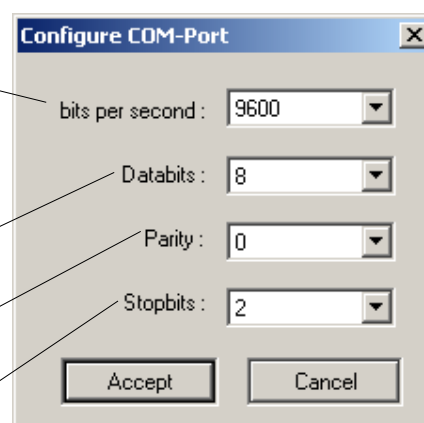 Configure COM-Port
bits per second : 9600
Databits : 8
Parity : 0
Stopbits : 2
Accept Cancel